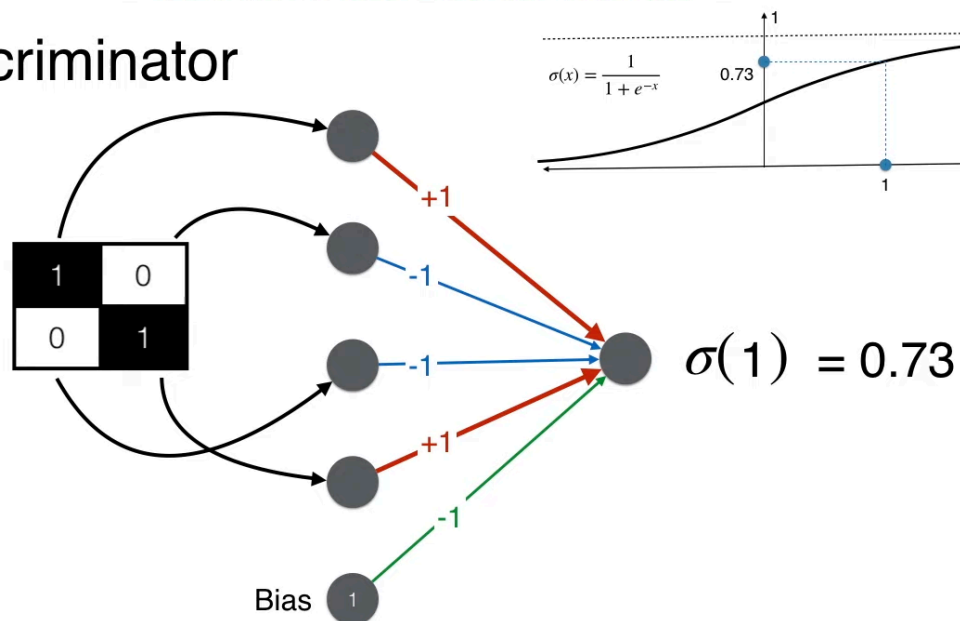 criminator
1
σ(x) = 1 / (1 + e^{-x})
0.73
1
+1
-1
1 0
0 1
-1
σ(1) = 0.73
+1
-1
Bias 1